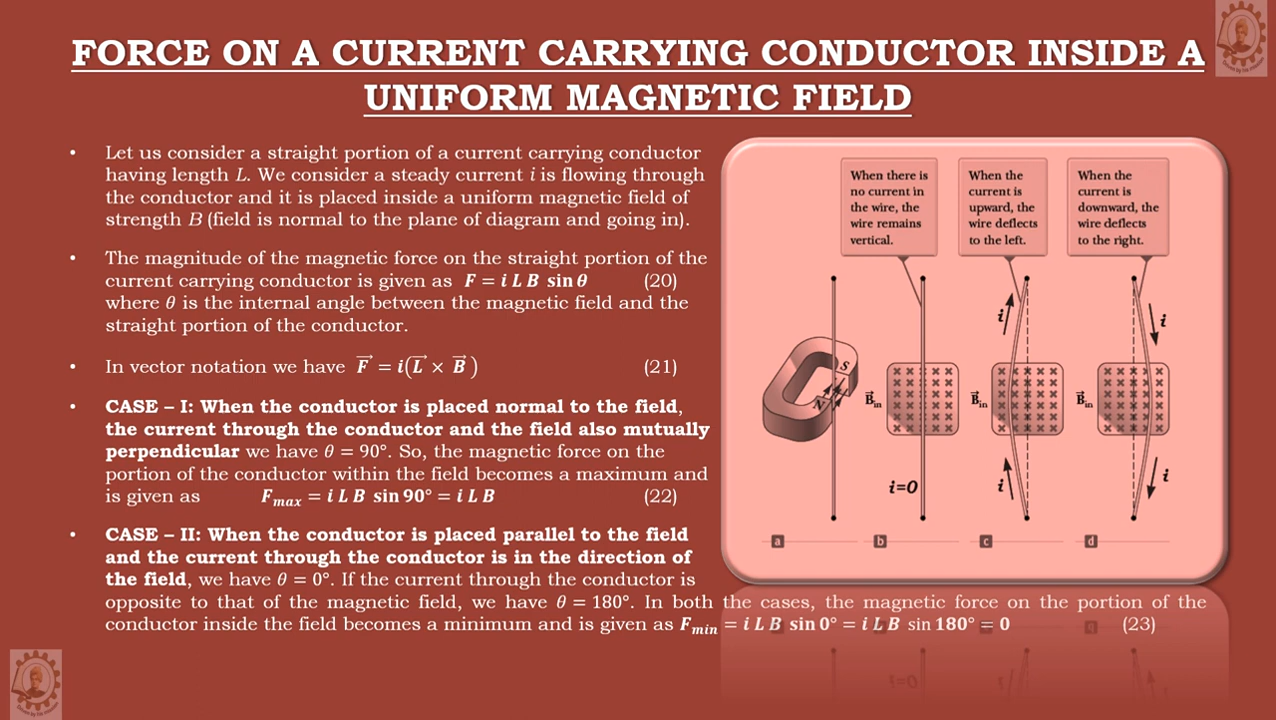 FORCE ON A CURRENT CARRYING CONDUCTOR INSIDE A
UNIFORM MAGNETIC FIELD
• Let us consider a straight portion of a current carrying conductor
having length L. We consider a steady current i is flowing through
the conductor and it is placed inside a uniform magnetic field of
strength B (field is normal to the plane of diagram and going in).
• The magnitude of the magnetic force on the straight portion of the
current carrying conductor is given as F = i L B sin θ (20)
where θ is the internal angle between the magnetic field and the
straight portion of the conductor.
• In vector notation we have F⃗ = i(L⃗ × B⃗) (21)
• CASE – I: When the conductor is placed normal to the field,
the current through the conductor and the field also mutually
perpendicular we have θ = 90°. So, the magnetic force on the
portion of the conductor within the field becomes a maximum and
is given as F_max = i L B sin 90° = i L B (22)
• CASE – II: When the conductor is placed parallel to the field
and the current through the conductor is in the direction of
the field, we have θ = 0°. If the current through the conductor is
opposite to that of the magnetic field, we have θ = 180°. In both the cases, the magnetic force on the portion of the
conductor inside the field becomes a minimum and is given as F_min = i L B sin 0° = i L B sin 180° = 0 (23)
When there is
no current in
the wire, the
wire remains
vertical.
When the
current is
upward, the
wire deflects
to the left.
When the
current is
downward, the
wire deflects
to the right.
S
N
a
B⃗in
i=0
b
i
B⃗in
i
c
i
B⃗in
i
d